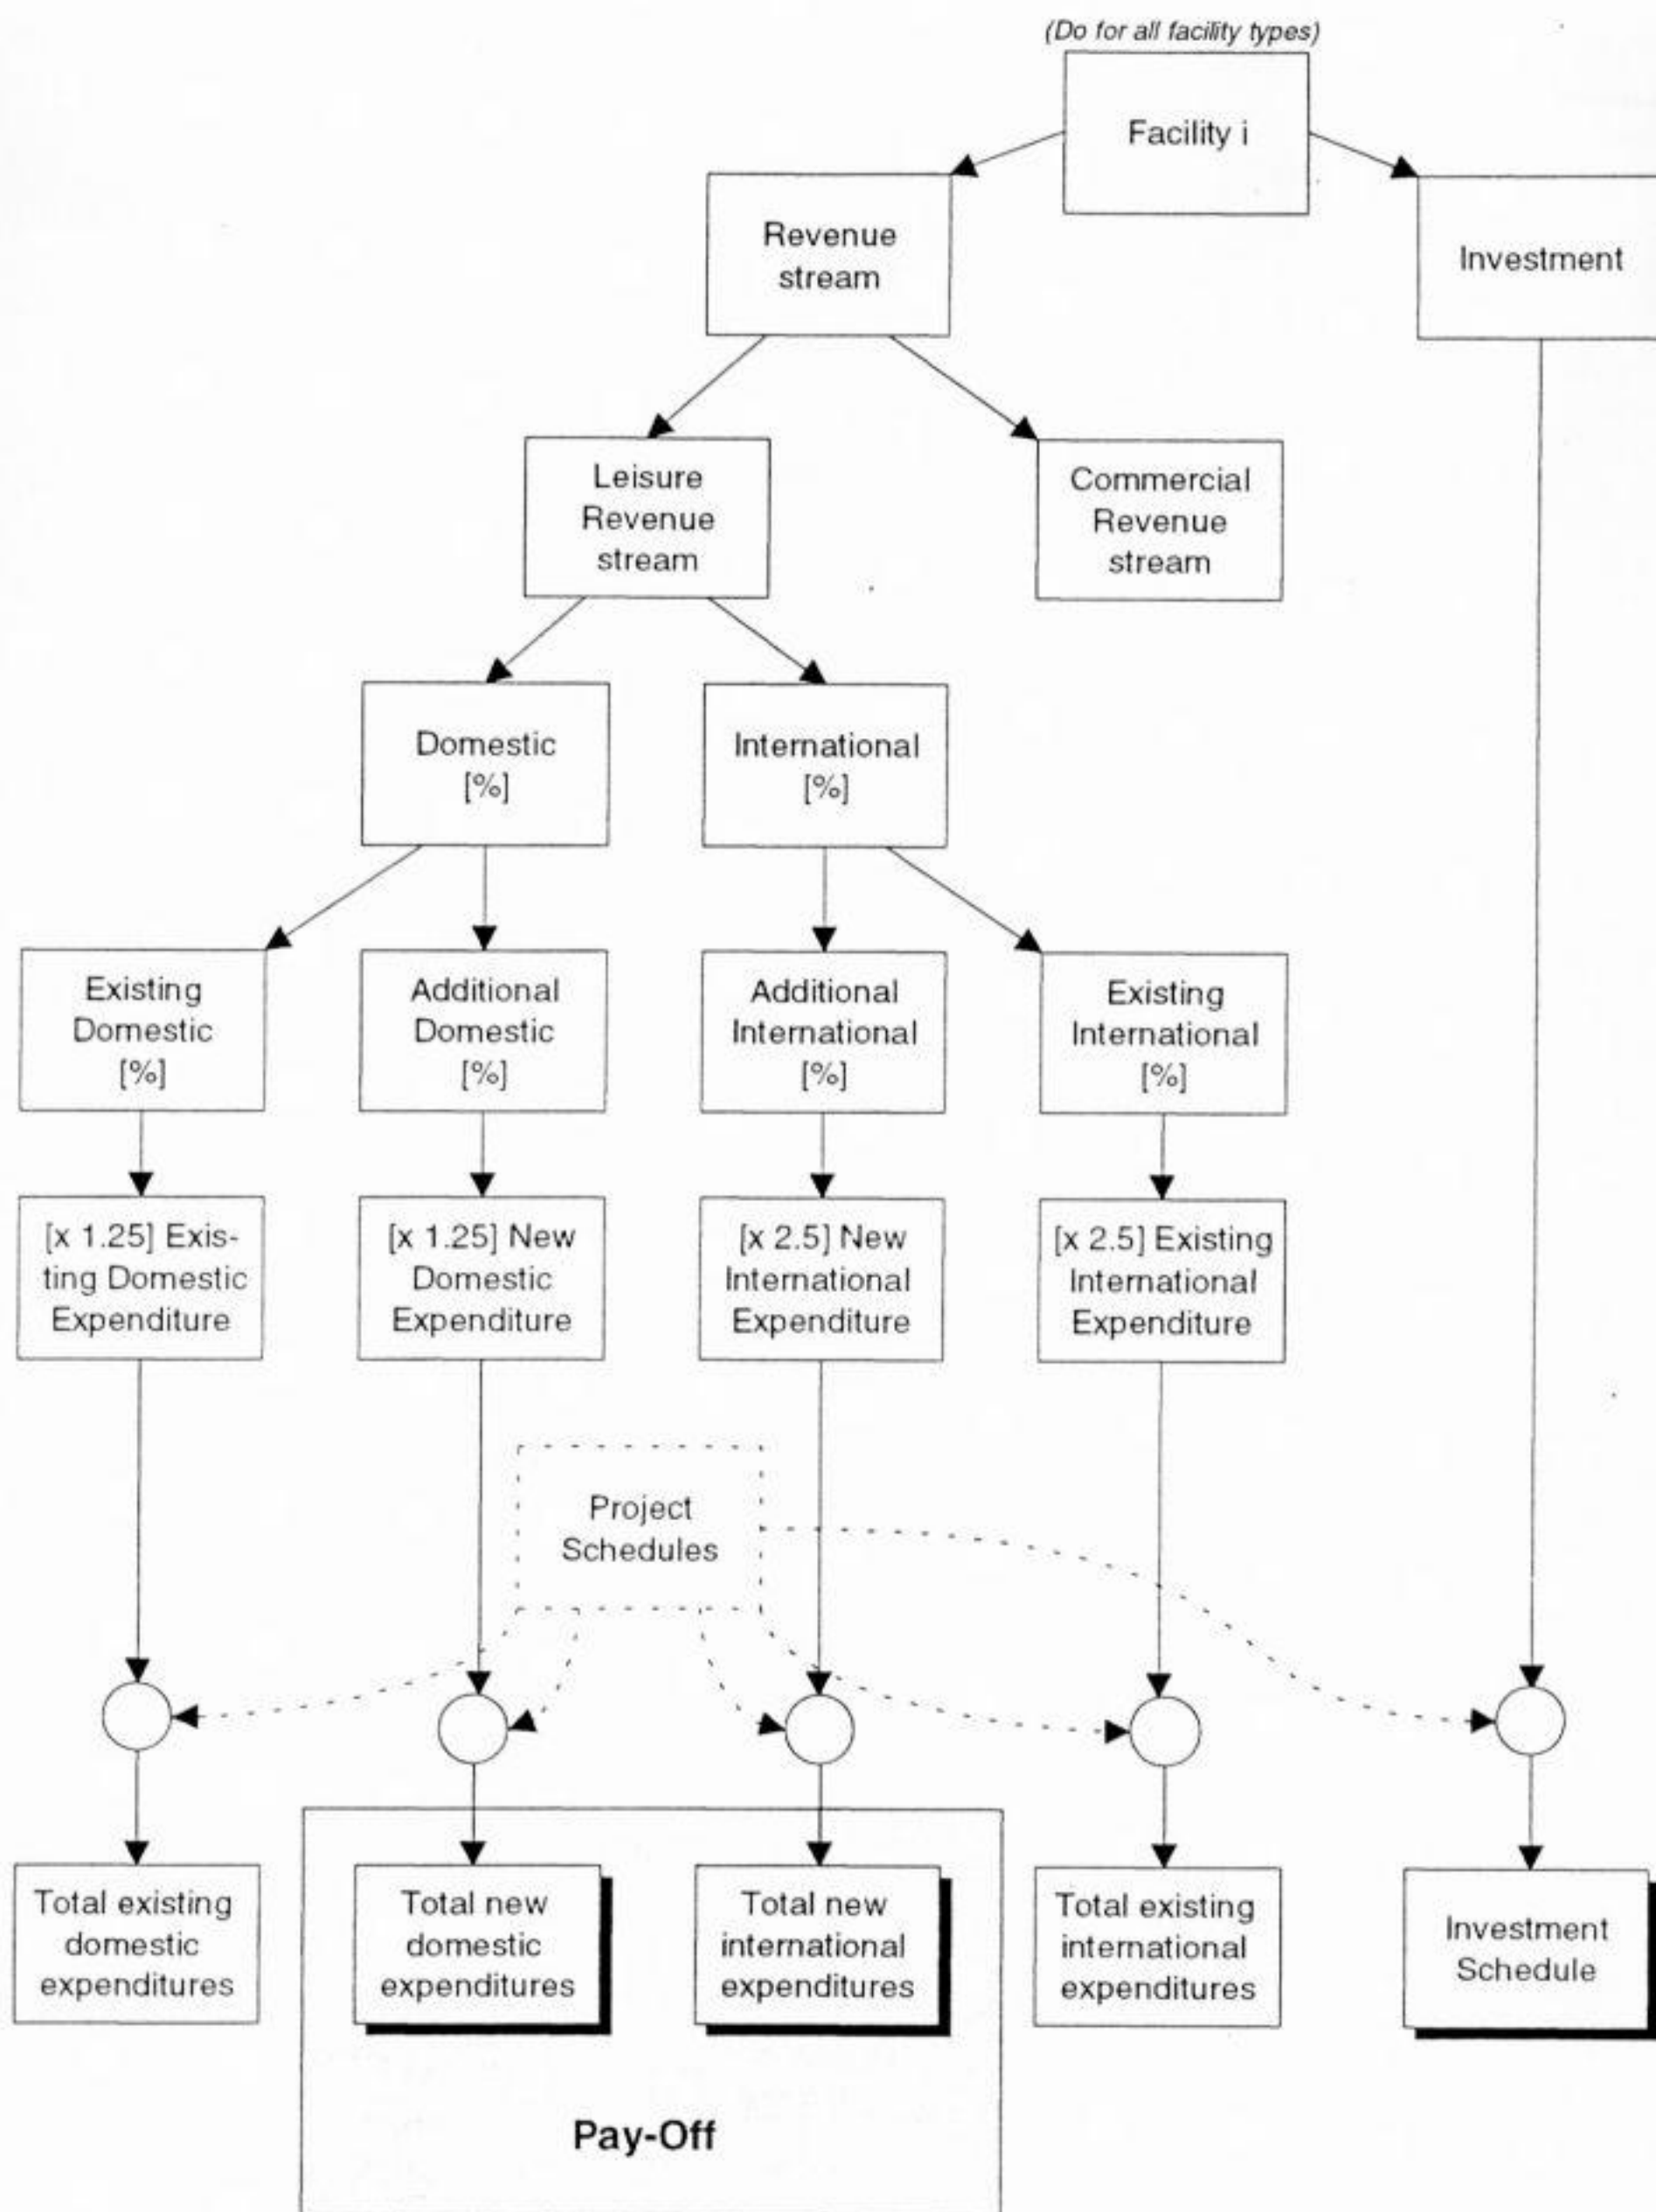 (Do for all facility types)
Facility i
Revenue
stream
Investment
Leisure
Revenue
stream
Commercial
Revenue
stream
Domestic
[%]
International
[%]
Existing
Domestic
[%]
Additional
Domestic
[%]
Additional
International
[%]
Existing
International
[%]
[x 1.25] Exis-
ting Domestic
Expenditure
[x 1.25] New
Domestic
Expenditure
[x 2.5] New
International
Expenditure
[x 2.5] Existing
International
Expenditure
Project
Schedules
Total existing
domestic
expenditures
Total new
domestic
expenditures
Total new
international
expenditures
Total existing
international
expenditures
Investment
Schedule
Pay-Off